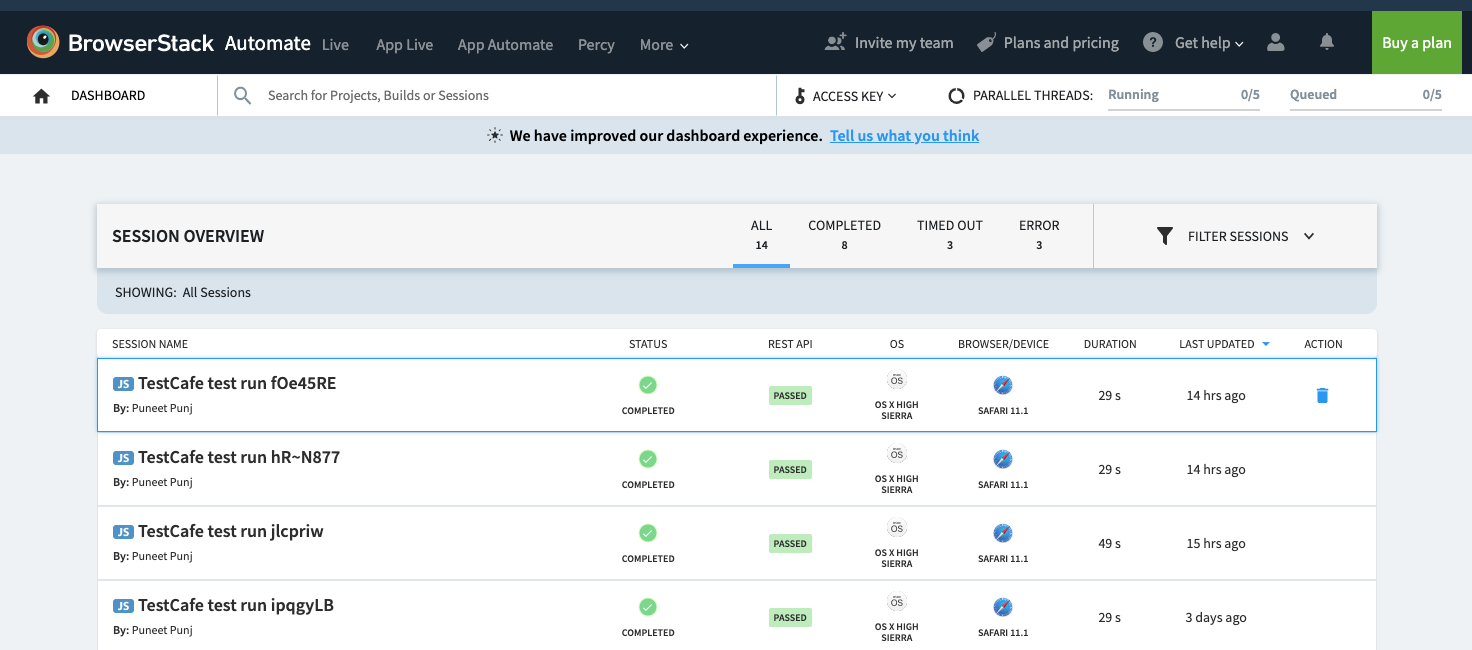 BrowserStack Automate Live App Live App Automate Percy More Invite my team Plans and pricing ? Get help Buy a plan
DASHBOARD Search for Projects, Builds or Sessions ACCESS KEY PARALLEL THREADS: Running 0/5 Queued 0/5
We have improved our dashboard experience. Tell us what you think
SESSION OVERVIEW ALL COMPLETED TIMED OUT ERROR FILTER SESSIONS
14 8 3 3
SHOWING: All Sessions
SESSION NAME STATUS REST API OS BROWSER/DEVICE DURATION LAST UPDATED ACTION
JS TestCafe test run fOe45RE
By: Puneet Punj
COMPLETED
PASSED
OS
OS X HIGH
SIERRA
SAFARI 11.1
29 s
14 hrs ago
JS TestCafe test run hR~N877
By: Puneet Punj
COMPLETED
PASSED
OS
OS X HIGH
SIERRA
SAFARI 11.1
29 s
14 hrs ago
JS TestCafe test run jlcpriw
By: Puneet Punj
COMPLETED
PASSED
OS
OS X HIGH
SIERRA
SAFARI 11.1
49 s
15 hrs ago
JS TestCafe test run ipqgyLB
By: Puneet Punj
COMPLETED
PASSED
OS
OS X HIGH
SIERRA
SAFARI 11.1
29 s
3 days ago